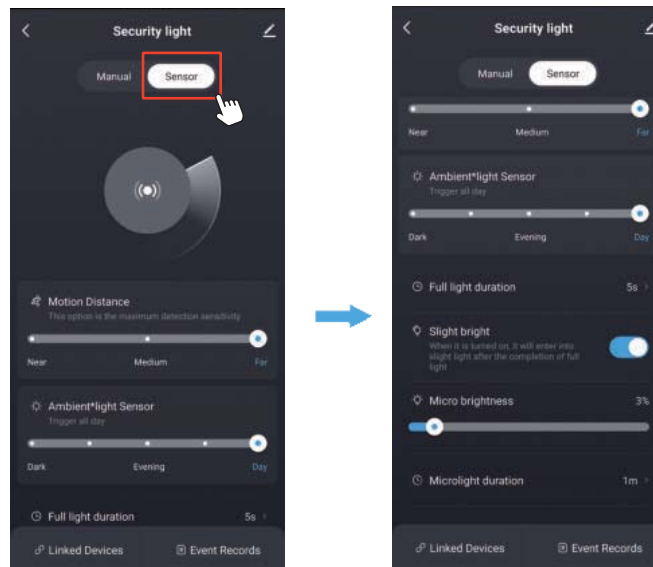 Security light
Manual Sensor
Motion Distance
This option is the maximum detection sensitivity
Near Medium Far
Ambient*light Sensor
Trigger all day
Dark Evening Day
Full light duration 5s
Linked Devices Event Records
Security light
Manual Sensor
Near Medium Far
Ambient*light Sensor
Trigger all day
Dark Evening Day
Full light duration 5s
Slight bright
When it is turned on, it will enter into
slight light after the completion of full
light
Micro brightness 3%
Microlight duration 1m
Linked Devices Event Records